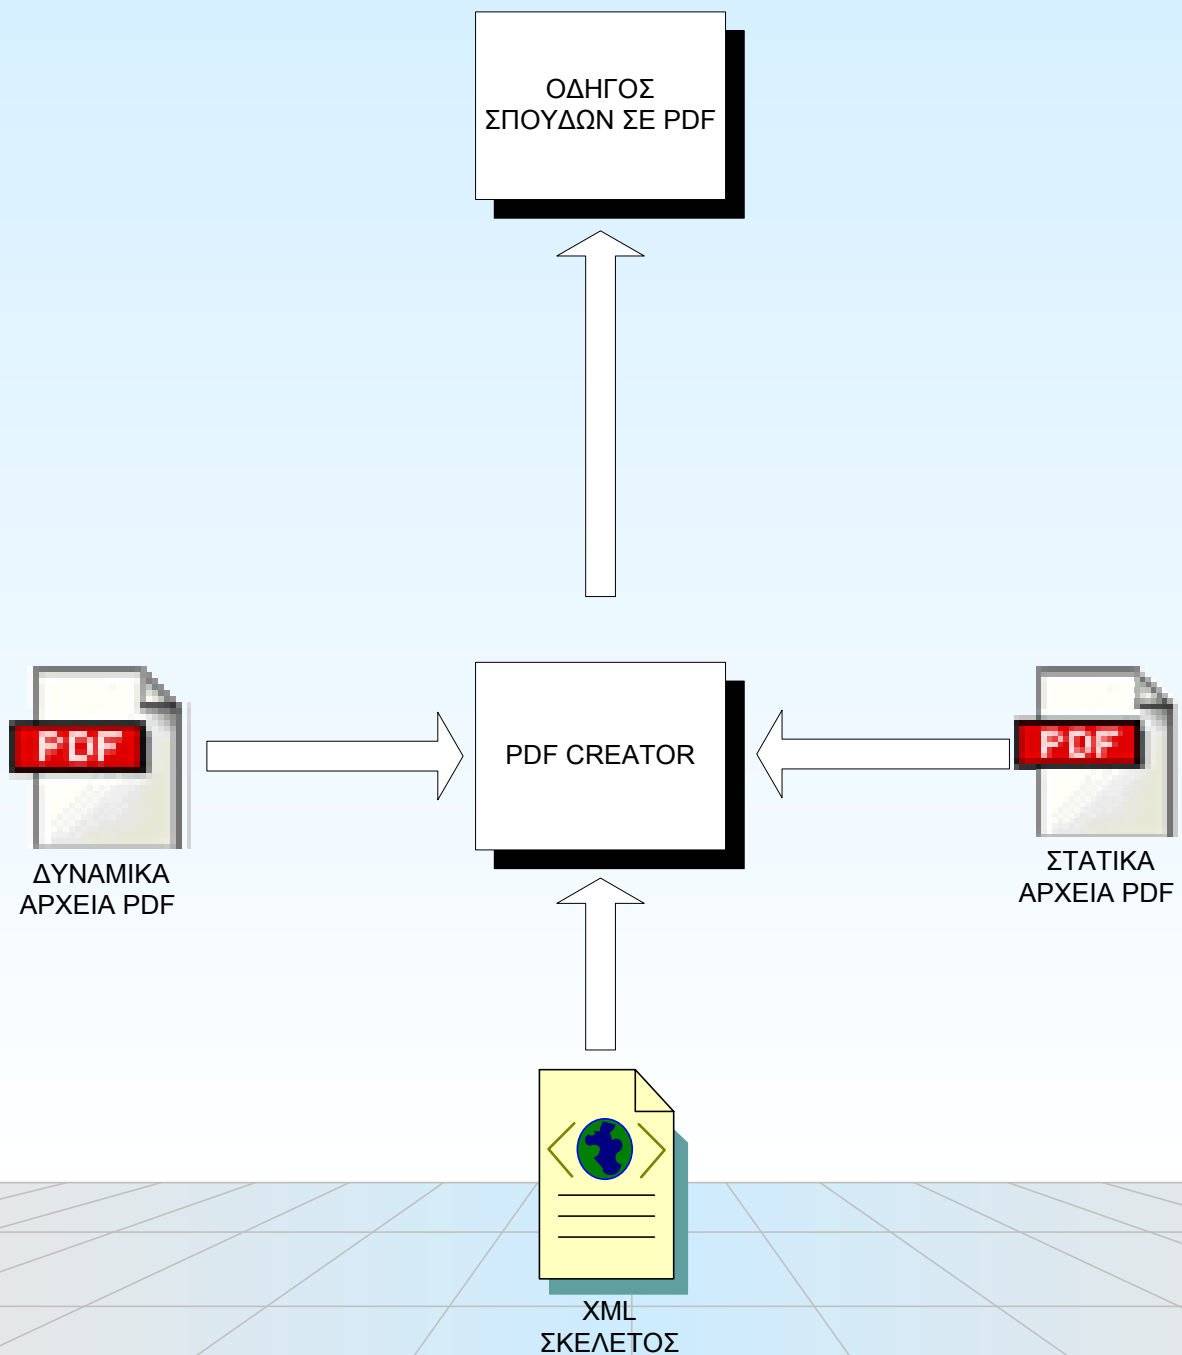 ΟΔΗΓΟΣ
ΣΠΟΥΔΩΝ ΣΕ PDF
PDF
PDF CREATOR
PDF
ΔΥΝΑΜΙΚΑ
ΑΡΧΕΙΑ PDF
ΣΤΑΤΙΚΑ
ΑΡΧΕΙΑ PDF
XML
ΣΚΕΛΕΤΟΣ